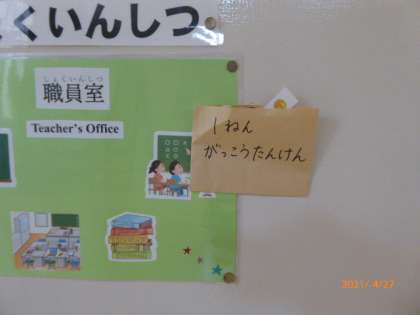 くいんしつ
しょくいんしつ
職員室
Teacher's Office
1ねん
がっこうたんけん
2021/4/27